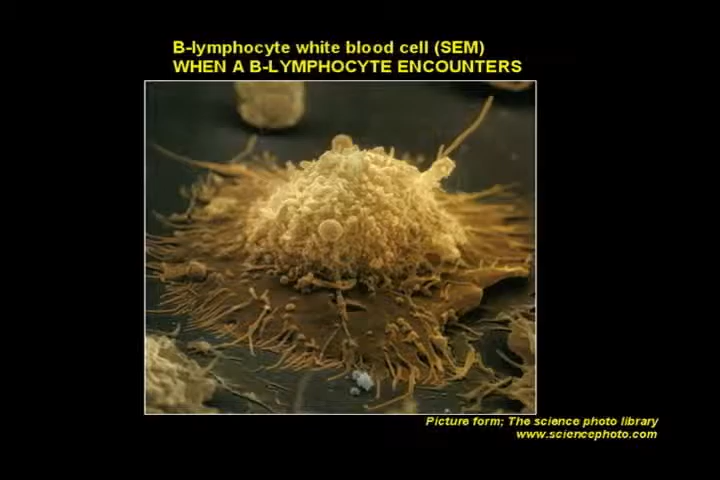 B-lymphocyte white blood cell (SEM)
WHEN A B-LYMPHOCYTE ENCOUNTERS
Picture form; The science photo library
www.sciencephoto.com